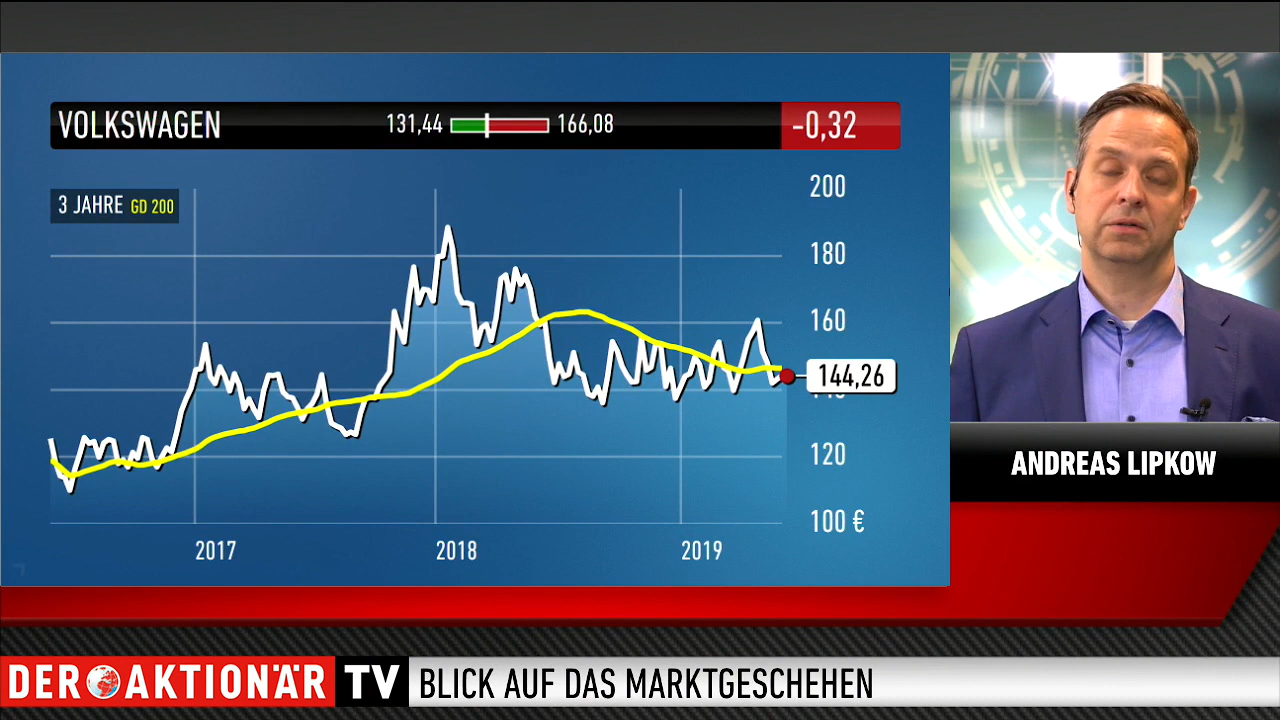 VOLKSWAGEN 131,44 166,08 -0,32
3 JAHRE GD 200
200
180
160
144,26
120
100 €
2017 2018 2019
ANDREAS LIPKOW
DER AKTIONÄR TV BLICK AUF DAS MARKTGESCHEHEN